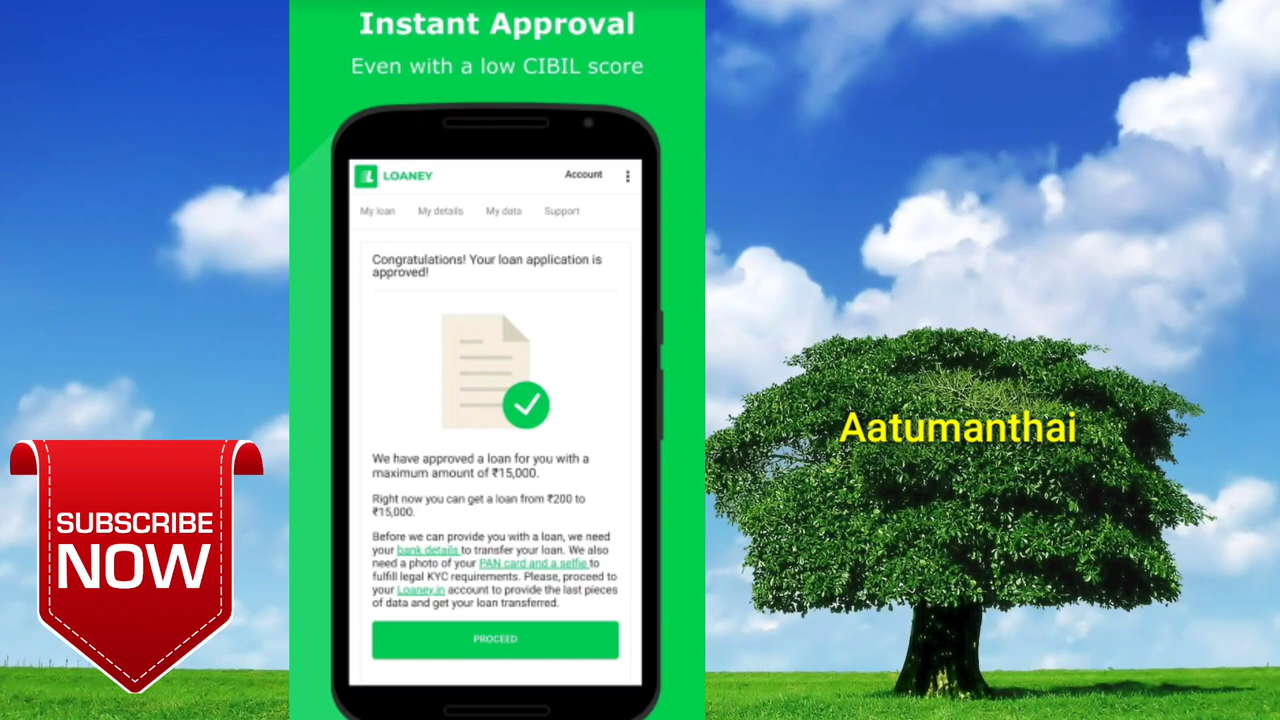 Instant Approval
Even with a low CIBIL score
LOANEY
Account
My loan
My details
My data
Support
Congratulations! Your loan application is
approved!
We have approved a loan for you with a
maximum amount of ₹15,000.
Right now you can get a loan from ₹200 to
₹15,000.
Before we can provide you with a loan, we need
your bank details to transfer your loan. We also
need a photo of your PAN card and a selfie to
fulfill legal KYC requirements. Please, proceed to
your Loaney.in account to provide the last pieces
of data and get your loan transferred.
PROCEED
SUBSCRIBE
NOW
Aatumanthai